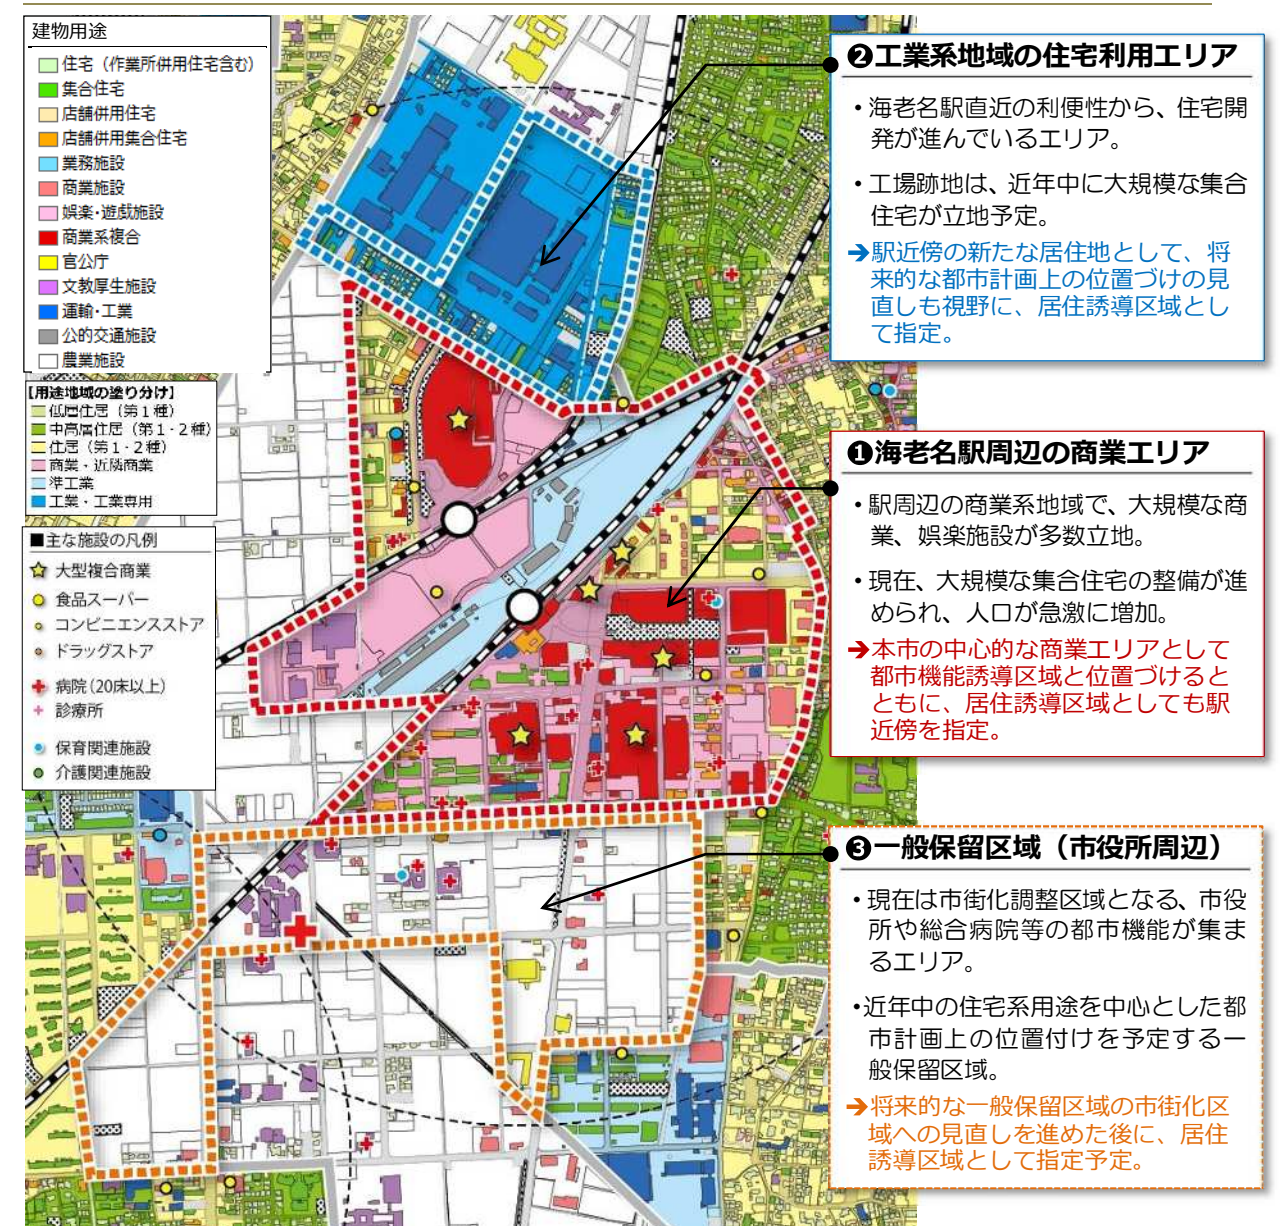 建物用途
住宅（作業所併用住宅含む）
集合住宅
店舗併用住宅
店舗併用集合住宅
業務施設
商業施設
娯楽・遊戯施設
商業系複合
官公庁
文教厚生施設
運輸・工業
公的交通施設
農業施設
【用途地域の塗り分け】
低層住居（第１種）
中高層住居（第１・２種）
住居（第１・２種）
商業・近隣商業
準工業
工業・工業専用
■主な施設の凡例
大型複合商業
食品スーパー
コンビニエンスストア
ドラッグストア
病院（20床以上）
診療所
保育関連施設
介護関連施設
❷工業系地域の住宅利用エリア
・海老名駅直近の利便性から、住宅開
発が進んでいるエリア。
・工場跡地は、近年中に大規模な集合
住宅が立地予定。
➔駅近傍の新たな居住地として、将
来的な都市計画上の位置づけの見
直しも視野に、居住誘導区域とし
て指定。
❶海老名駅周辺の商業エリア
・駅周辺の商業系地域で、大規模な商
業、娯楽施設が多数立地。
・現在、大規模な集合住宅の整備が進
められ、人口が急激に増加。
➔本市の中心的な商業エリアとして
都市機能誘導区域と位置づけると
ともに、居住誘導区域としても駅
近傍を指定。
❸一般保留区域（市役所周辺）
・現在は市街化調整区域となる、市役
所や総合病院等の都市機能が集ま
るエリア。
・近年中の住宅系用途を中心とした都
市計画上の位置付けを予定する一
般保留区域。
➔将来的な一般保留区域の市街化区
域への見直しを進めた後に、居住
誘導区域として指定予定。